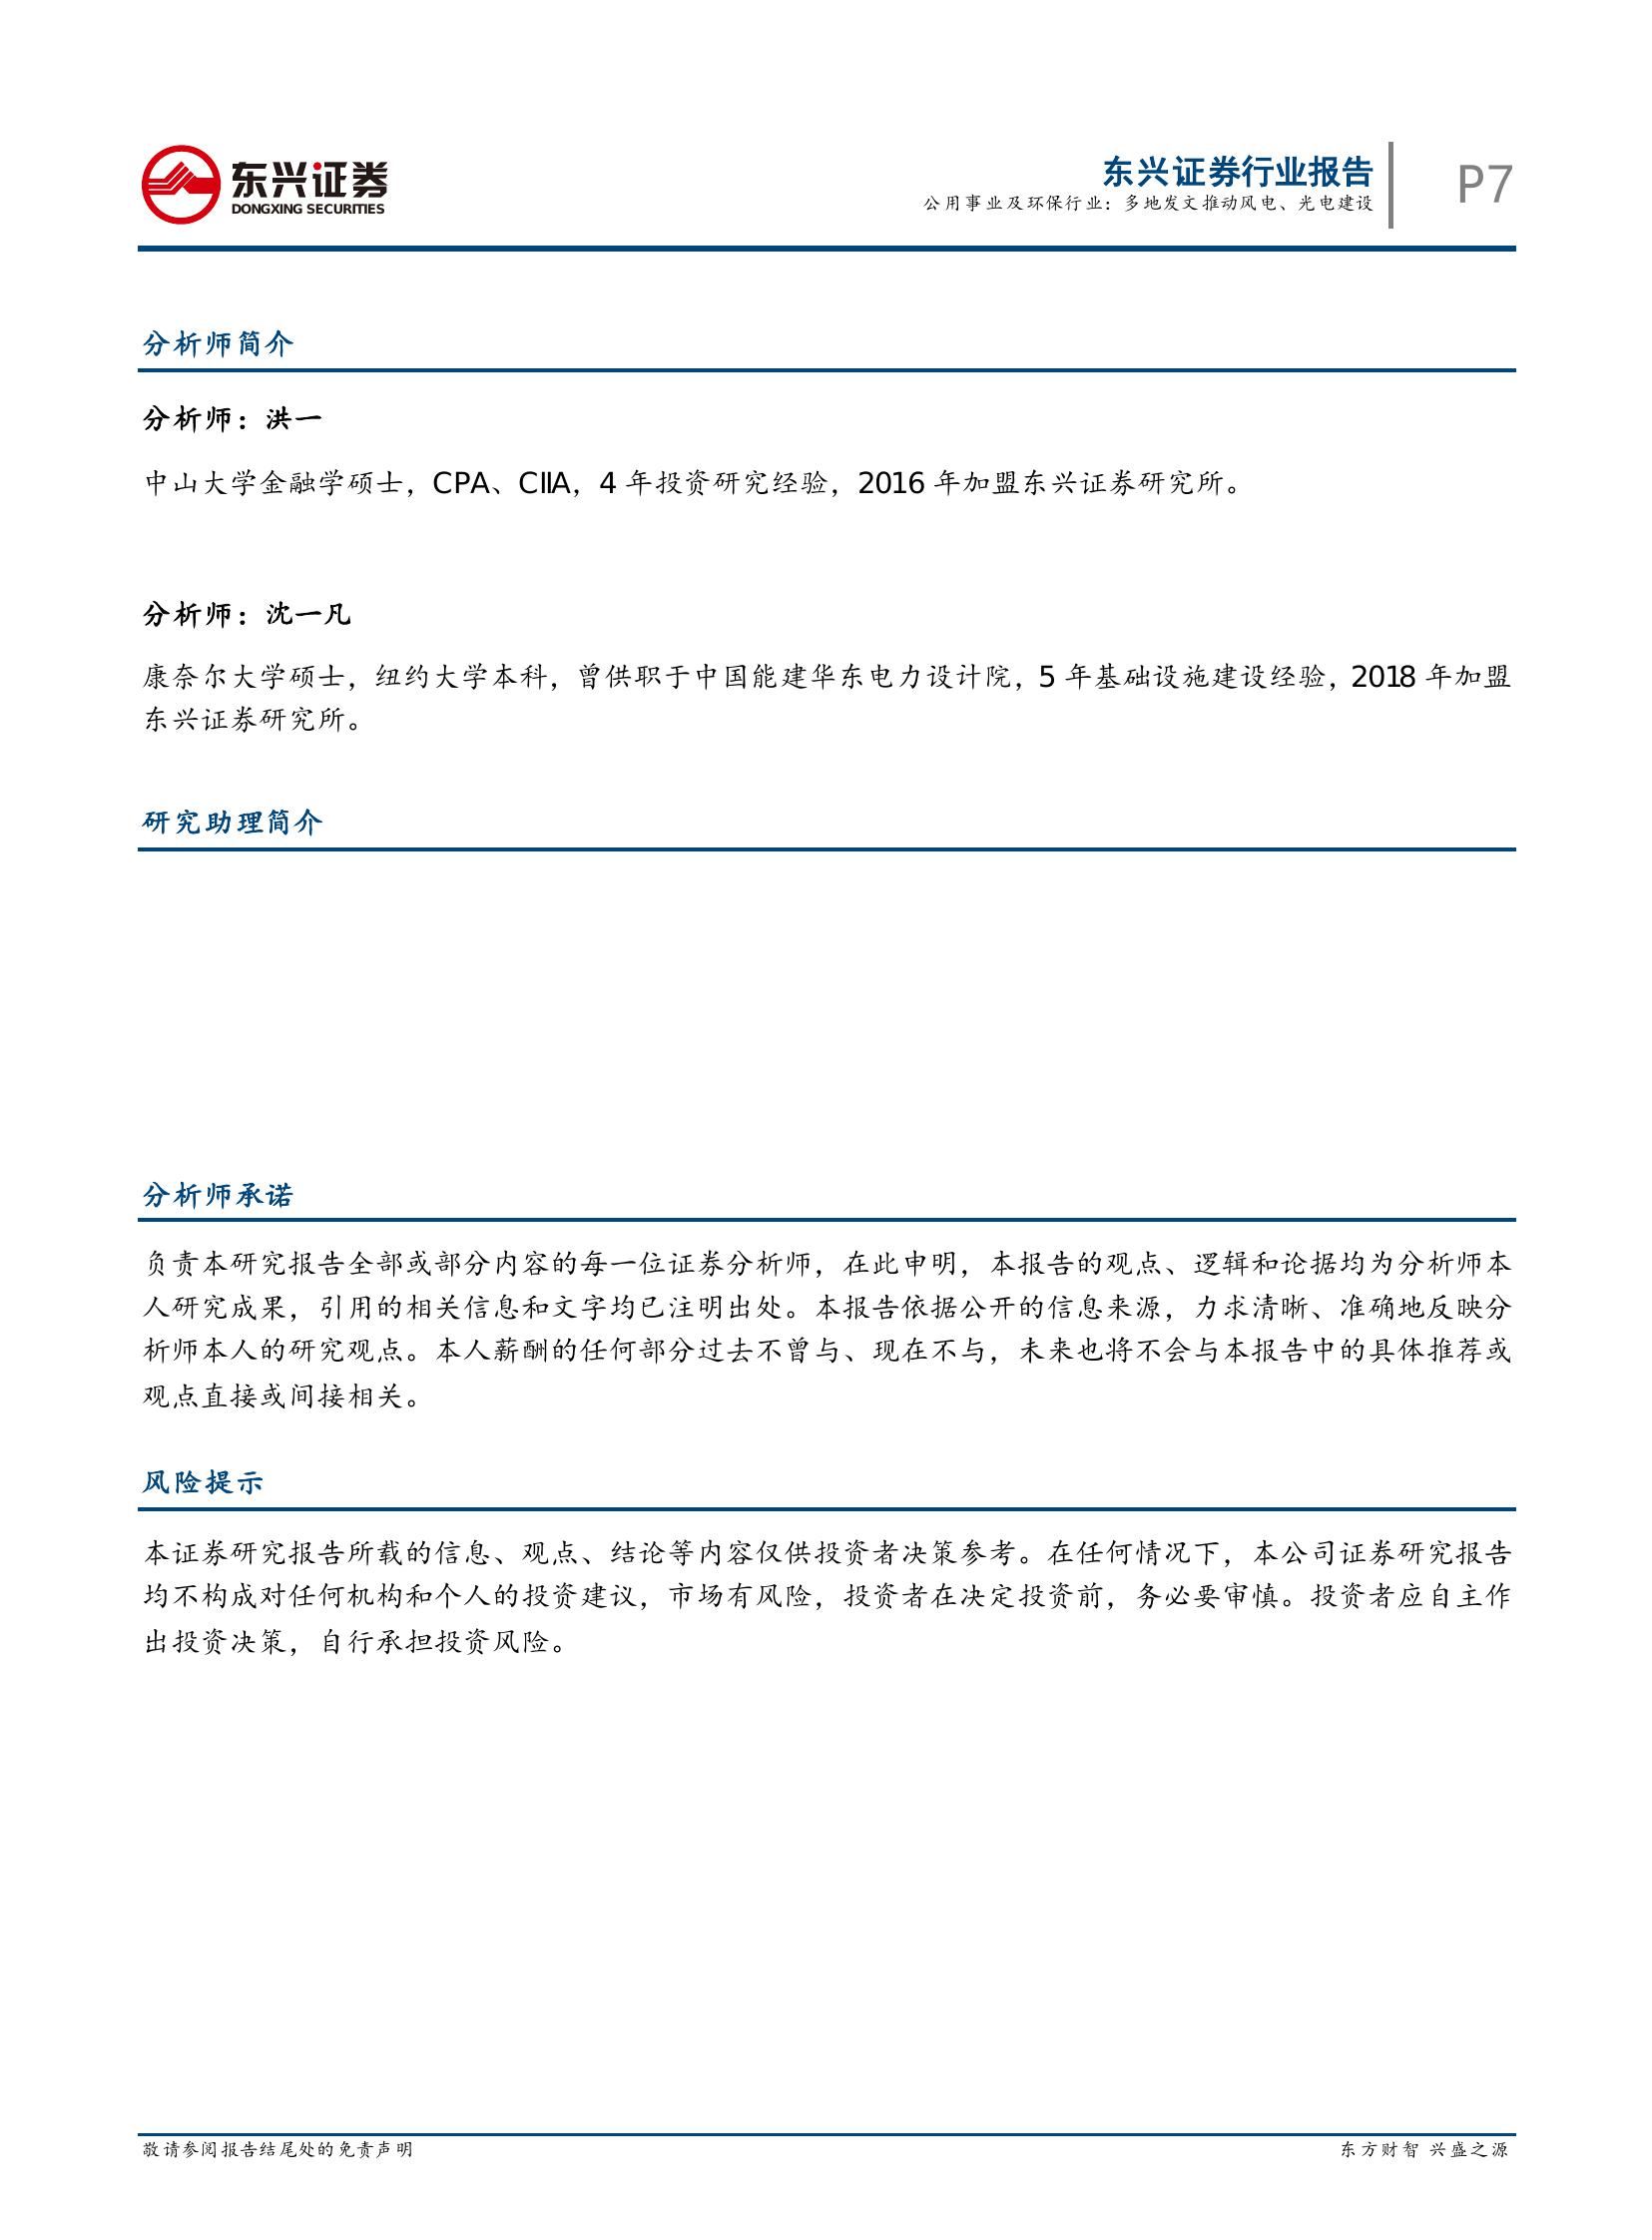 东兴证券
DONGXING SECURITIES
东兴证券行业报告
公用事业及环保行业：多地发文推动风电、光电建设
P7
分析师简介
分析师：洪一
中山大学金融学硕士，CPA、CIIA，4 年投资研究经验，2016 年加盟东兴证券研究所。
分析师：沈一凡
康奈尔大学硕士，纽约大学本科，曾供职于中国能建华东电力设计院，5 年基础设施建设经验，2018 年加盟
东兴证券研究所。
研究助理简介
分析师承诺
负责本研究报告全部或部分内容的每一位证券分析师，在此申明，本报告的观点、逻辑和论据均为分析师本
人研究成果，引用的相关信息和文字均已注明出处。本报告依据公开的信息来源，力求清晰、准确地反映分
析师本人的研究观点。本人薪酬的任何部分过去不曾与、现在不与，未来也将不会与本报告中的具体推荐或
观点直接或间接相关。
风险提示
本证券研究报告所载的信息、观点、结论等内容仅供投资者决策参考。在任何情况下，本公司证券研究报告
均不构成对任何机构和个人的投资建议，市场有风险，投资者在决定投资前，务必要审慎。投资者应自主作
出投资决策，自行承担投资风险。
敬请参阅报告结尾处的免责声明
东方财智 兴盛之源